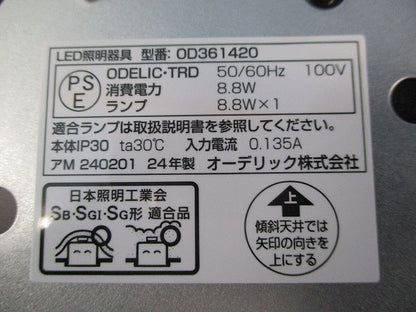 LED照明器具 型番: OD361420
PS
E
ODELIC・TRD 50/60Hz 100V
消費電力 8.8W
ランプ 8.8W×1
適合ランプは取扱説明書を参照してください。
本体IP30 ta30℃ 入力電流 0.135A
アM 240201 24年製 オーデリック株式会社
日本照明工業会
SB・SGI・SG形 適合品
上
傾斜天井では
矢印の向きを
上にする